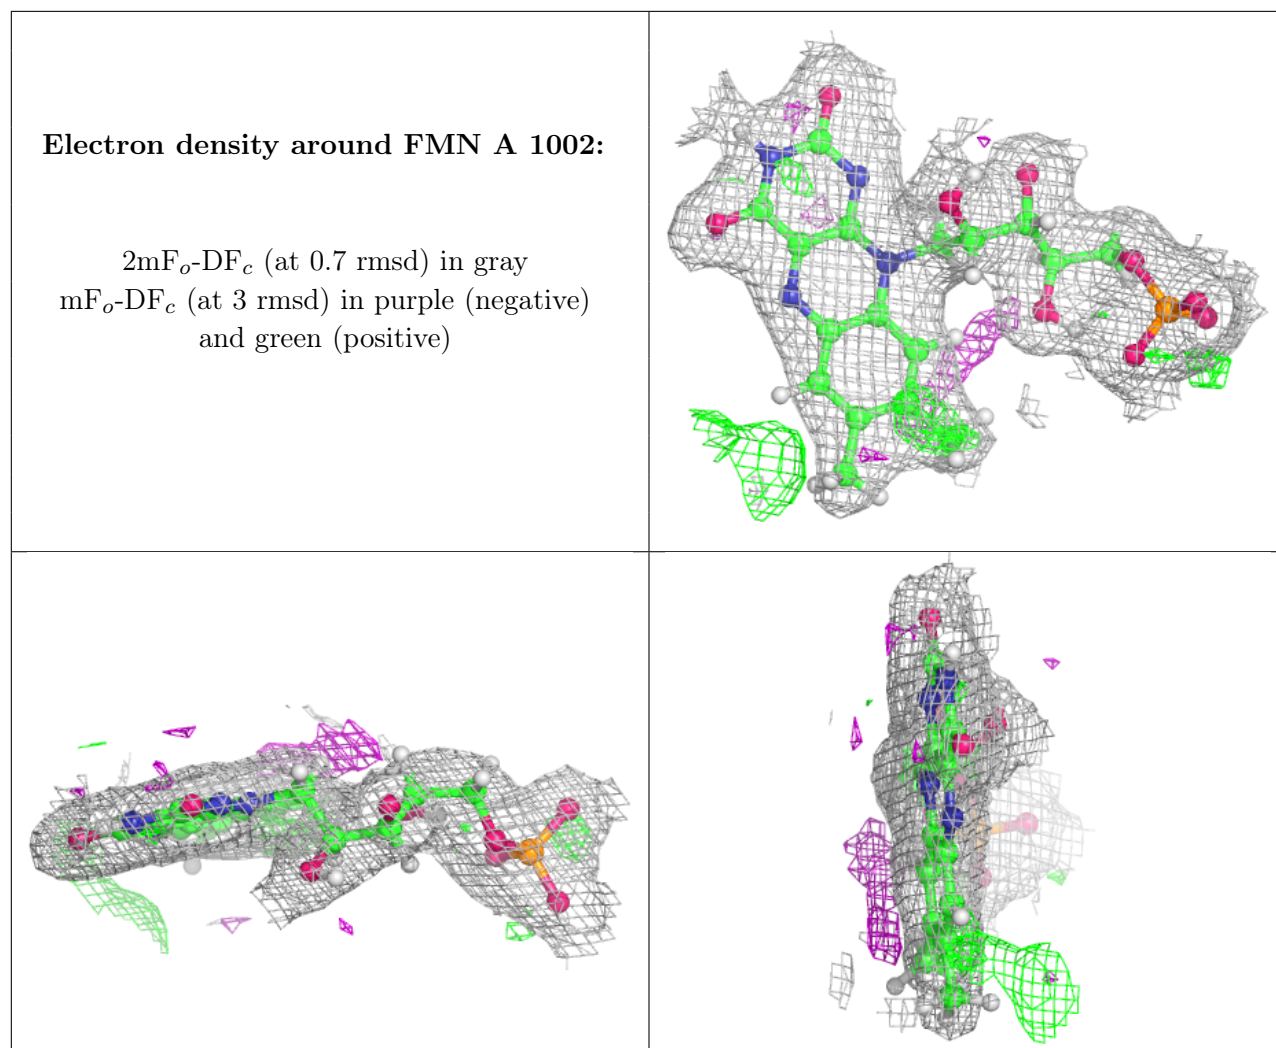 Electron density around FMN A 1002:
2mFₒ-DF𝒸 (at 0.7 rmsd) in gray
mFₒ-DF𝒸 (at 3 rmsd) in purple (negative)
and green (positive)